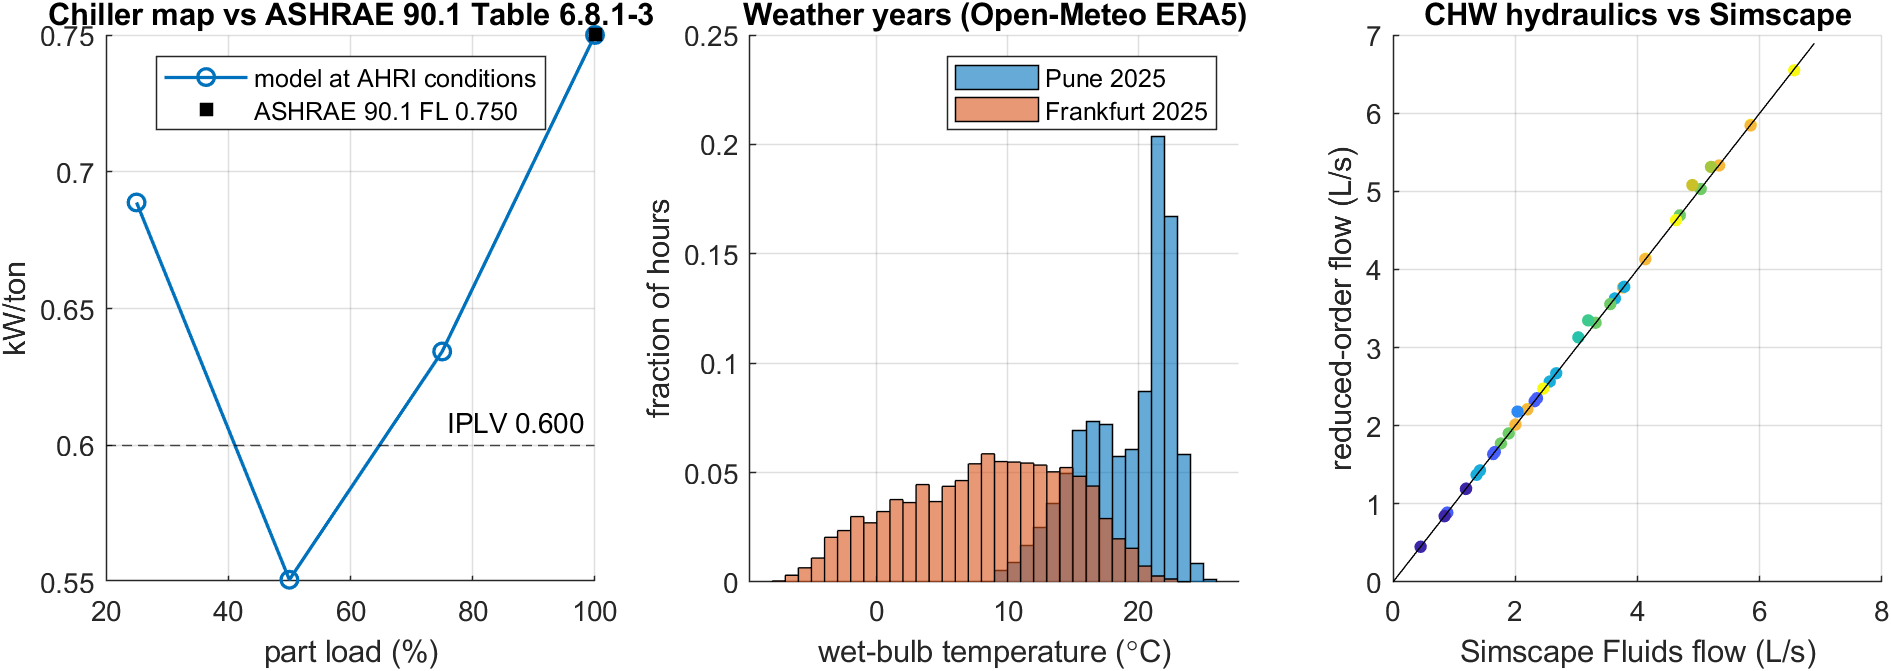 Chiller map vs ASHRAE 90.1 Table 6.8.1-3
0.75
0.7
0.65
0.6
0.55
kW/ton
model at AHRI conditions
ASHRAE 90.1 FL 0.750
IPLV 0.600
20 40 60 80 100
part load (%)
Weather years (Open-Meteo ERA5)
0.25
0.2
0.15
0.1
0.05
0
fraction of hours
Pune 2025
Frankfurt 2025
0 10 20
wet-bulb temperature (°C)
CHW hydraulics vs Simscape
7
6
5
4
3
2
1
0
reduced-order flow (L/s)
0 2 4 6 8
Simscape Fluids flow (L/s)